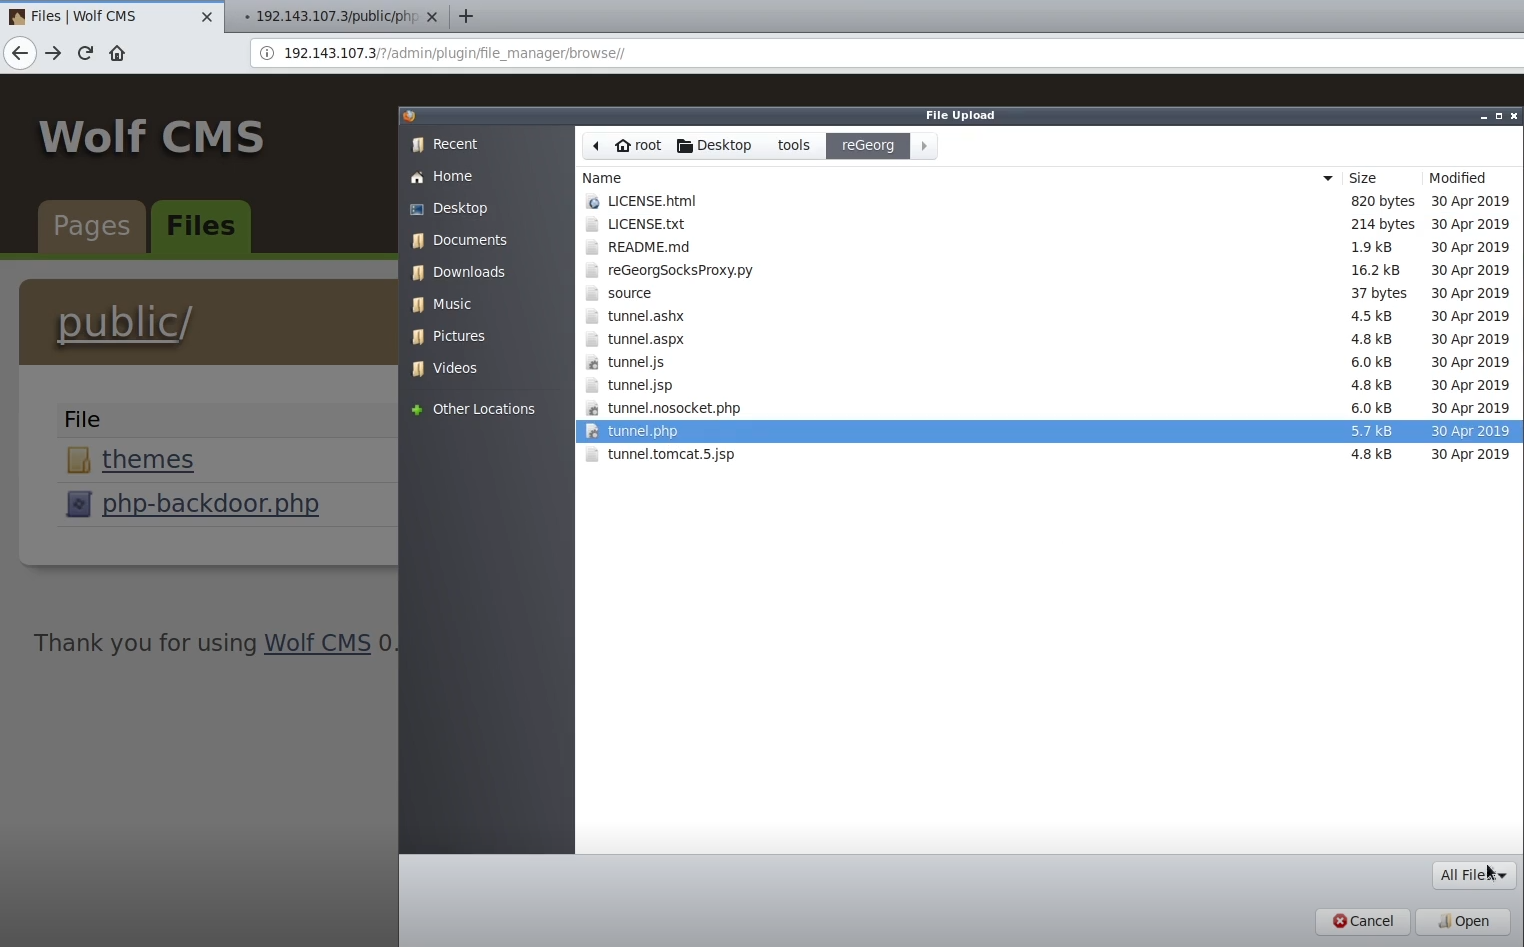 Files | Wolf CMS
192.143.107.3/public/php
192.143.107.3/?/admin/plugin/file_manager/browse//
Wolf CMS
Pages
Files
public/
File
themes
php-backdoor.php
Thank you for using Wolf CMS 0.
File Upload
Recent
Home
Desktop
Documents
Downloads
Music
Pictures
Videos
Other Locations
root Desktop tools reGeorg
Name Size Modified
LICENSE.html 820 bytes 30 Apr 2019
LICENSE.txt 214 bytes 30 Apr 2019
README.md 1.9 kB 30 Apr 2019
reGeorgSocksProxy.py 16.2 kB 30 Apr 2019
source 37 bytes 30 Apr 2019
tunnel.ashx 4.5 kB 30 Apr 2019
tunnel.aspx 4.8 kB 30 Apr 2019
tunnel.js 6.0 kB 30 Apr 2019
tunnel.jsp 4.8 kB 30 Apr 2019
tunnel.nosocket.php 6.0 kB 30 Apr 2019
tunnel.php 5.7 kB 30 Apr 2019
tunnel.tomcat.5.jsp 4.8 kB 30 Apr 2019
All Files
Cancel Open